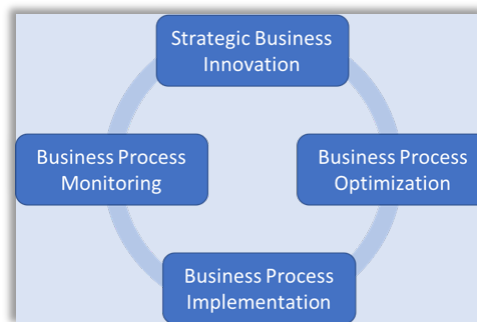 Strategic Business
Innovation
Business Process
Monitoring
Business Process
Optimization
Business Process
Implementation